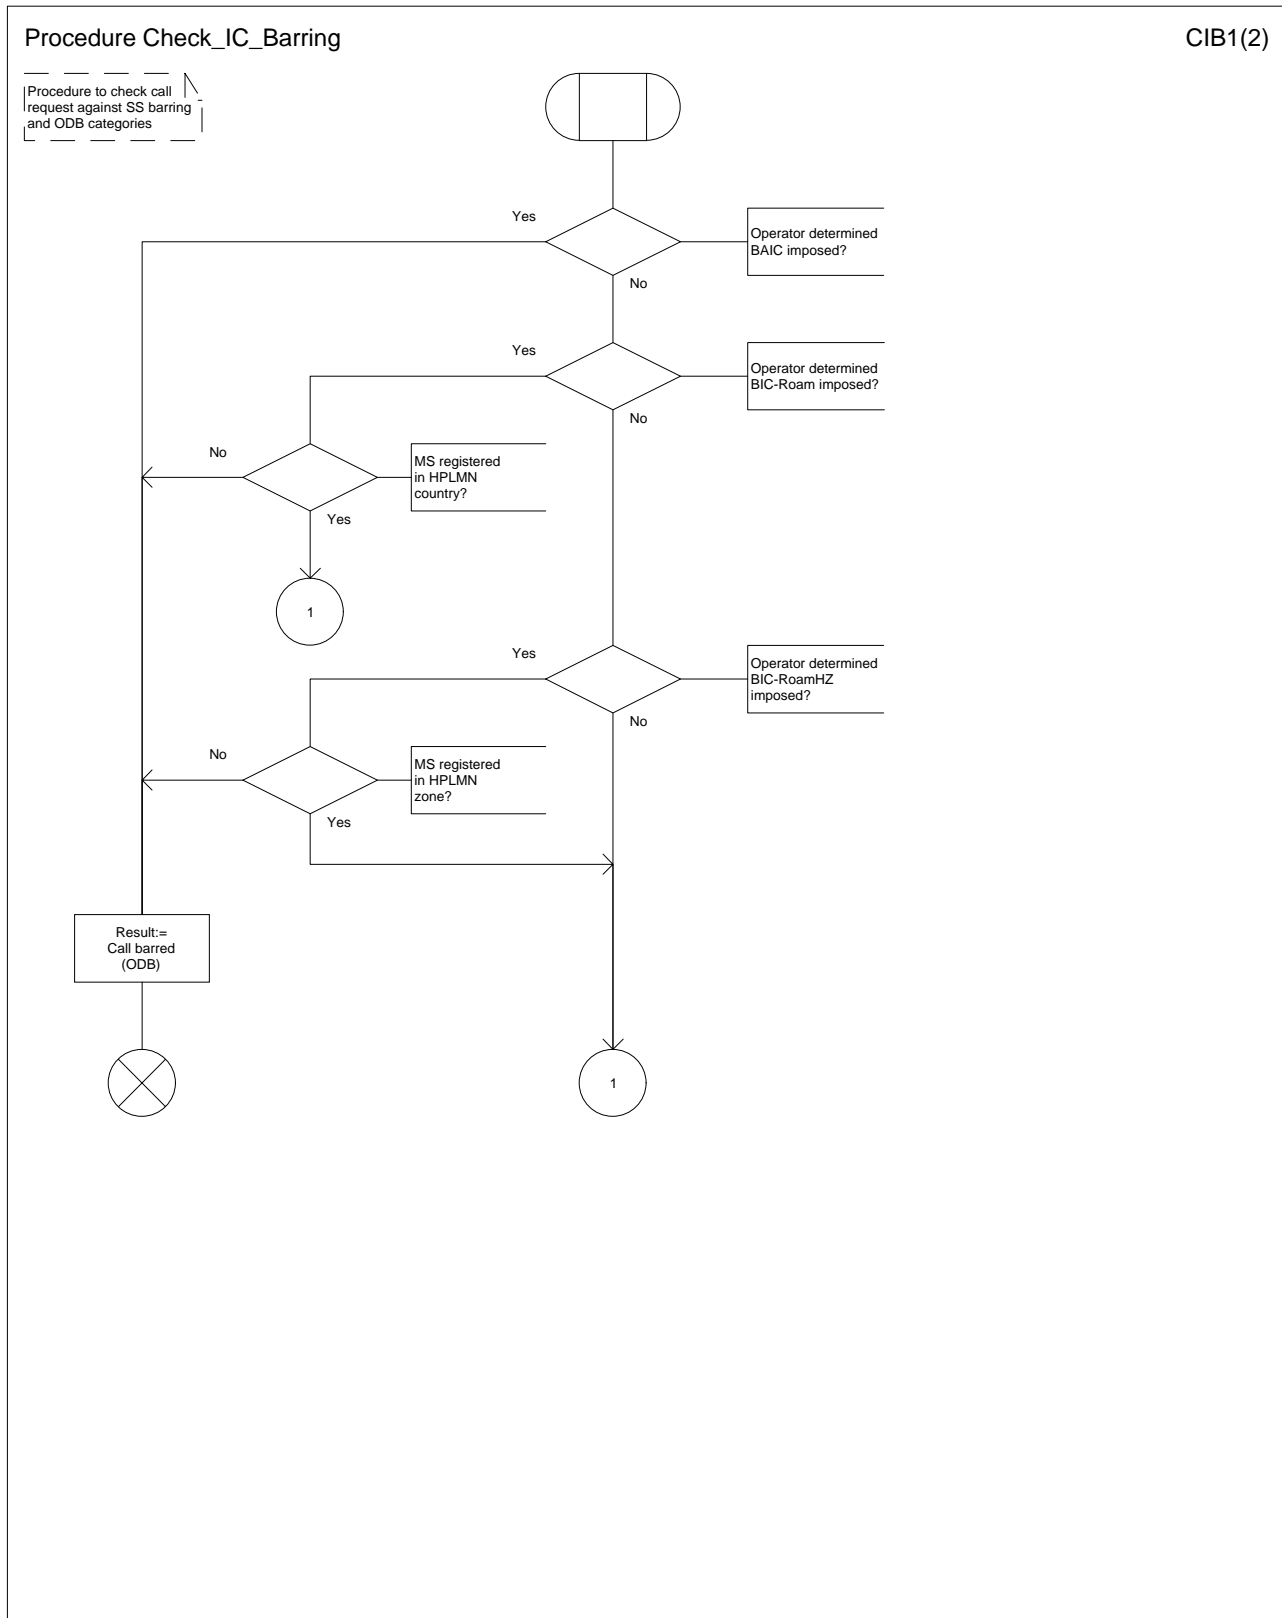 Procedure Check_IC_Barring
CIB1(2)
Procedure to check call
request against SS barring
and ODB categories
Yes
Operator determined
BAIC imposed?
No
Yes
Operator determined
BIC-Roam imposed?
No
No
MS registered
in HPLMN
country?
Yes
1
Yes
Operator determined
BIC-RoamHZ
imposed?
No
No
MS registered
in HPLMN
zone?
Yes
Result:=
Call barred
(ODB)
1